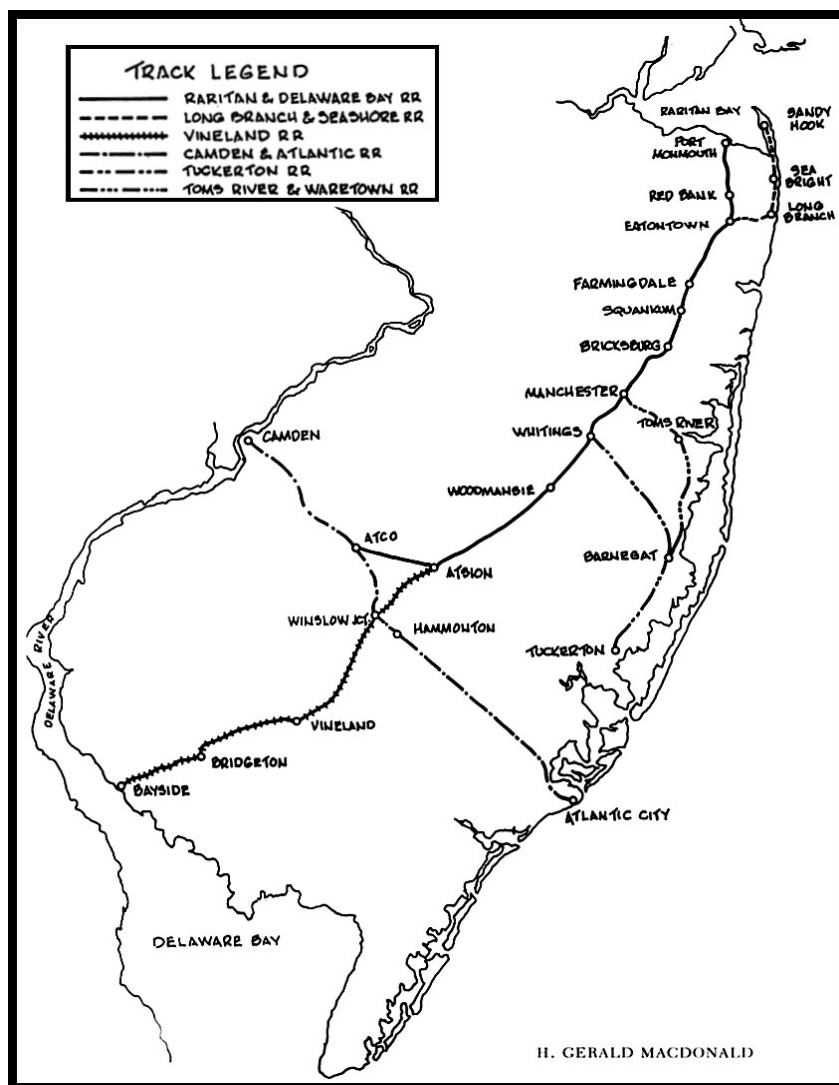 TRACK LEGEND
RARITAN & DELAWARE BAY RR
LONG BRANCH & SEASHORE RR
VINELAND RR
CAMDEN & ATLANTIC RR
TUCKERTON RR
TOMS RIVER & WARETOWN RR
RARITAN BAY
SANDY
HOOK
PORT
MONMOUTH
SEA
BRIGHT
RED BANK
LONG
BRANCH
EATONTOWN
FARMINGDALE
SQUANKUM
BRICKSBURG
MANCHESTER
WHITINGS
TOMS RIVER
CAMDEN
WOODMANSIE
ATCO
ATSION
BARNEGAT
WINSLOW JCT.
HAMMONTON
TUCKERTON
DELAWARE RIVER
VINELAND
BRIDGETON
BAYSIDE
ATLANTIC CITY
DELAWARE BAY
H. GERALD MACDONALD